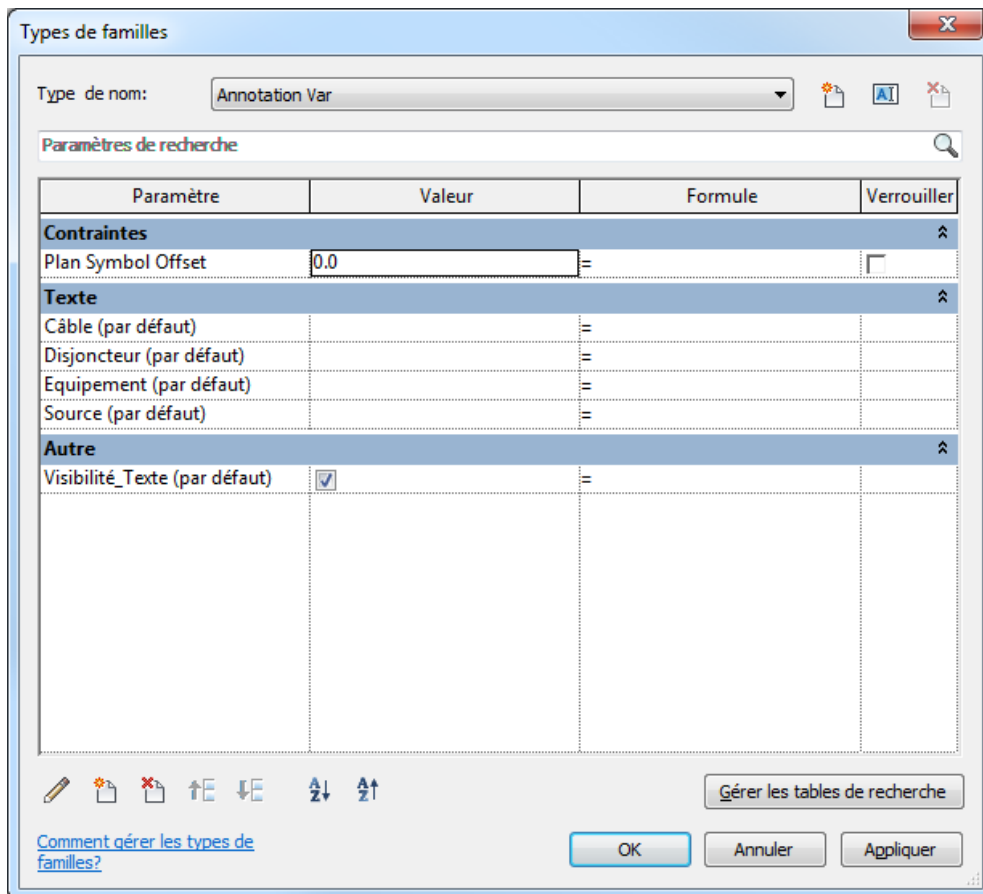 Types de familles
Type de nom: Annotation Var
Paramètres de recherche
Paramètre Valeur Formule Verrouiller
Contraintes
Plan Symbol Offset 0.0 =
Texte
Câble (par défaut) =
Disjoncteur (par défaut) =
Equipement (par défaut) =
Source (par défaut) =
Autre
Visibilité_Texte (par défaut) =
Gérer les tables de recherche
Comment gérer les types de
familles?
OK Annuler Appliquer